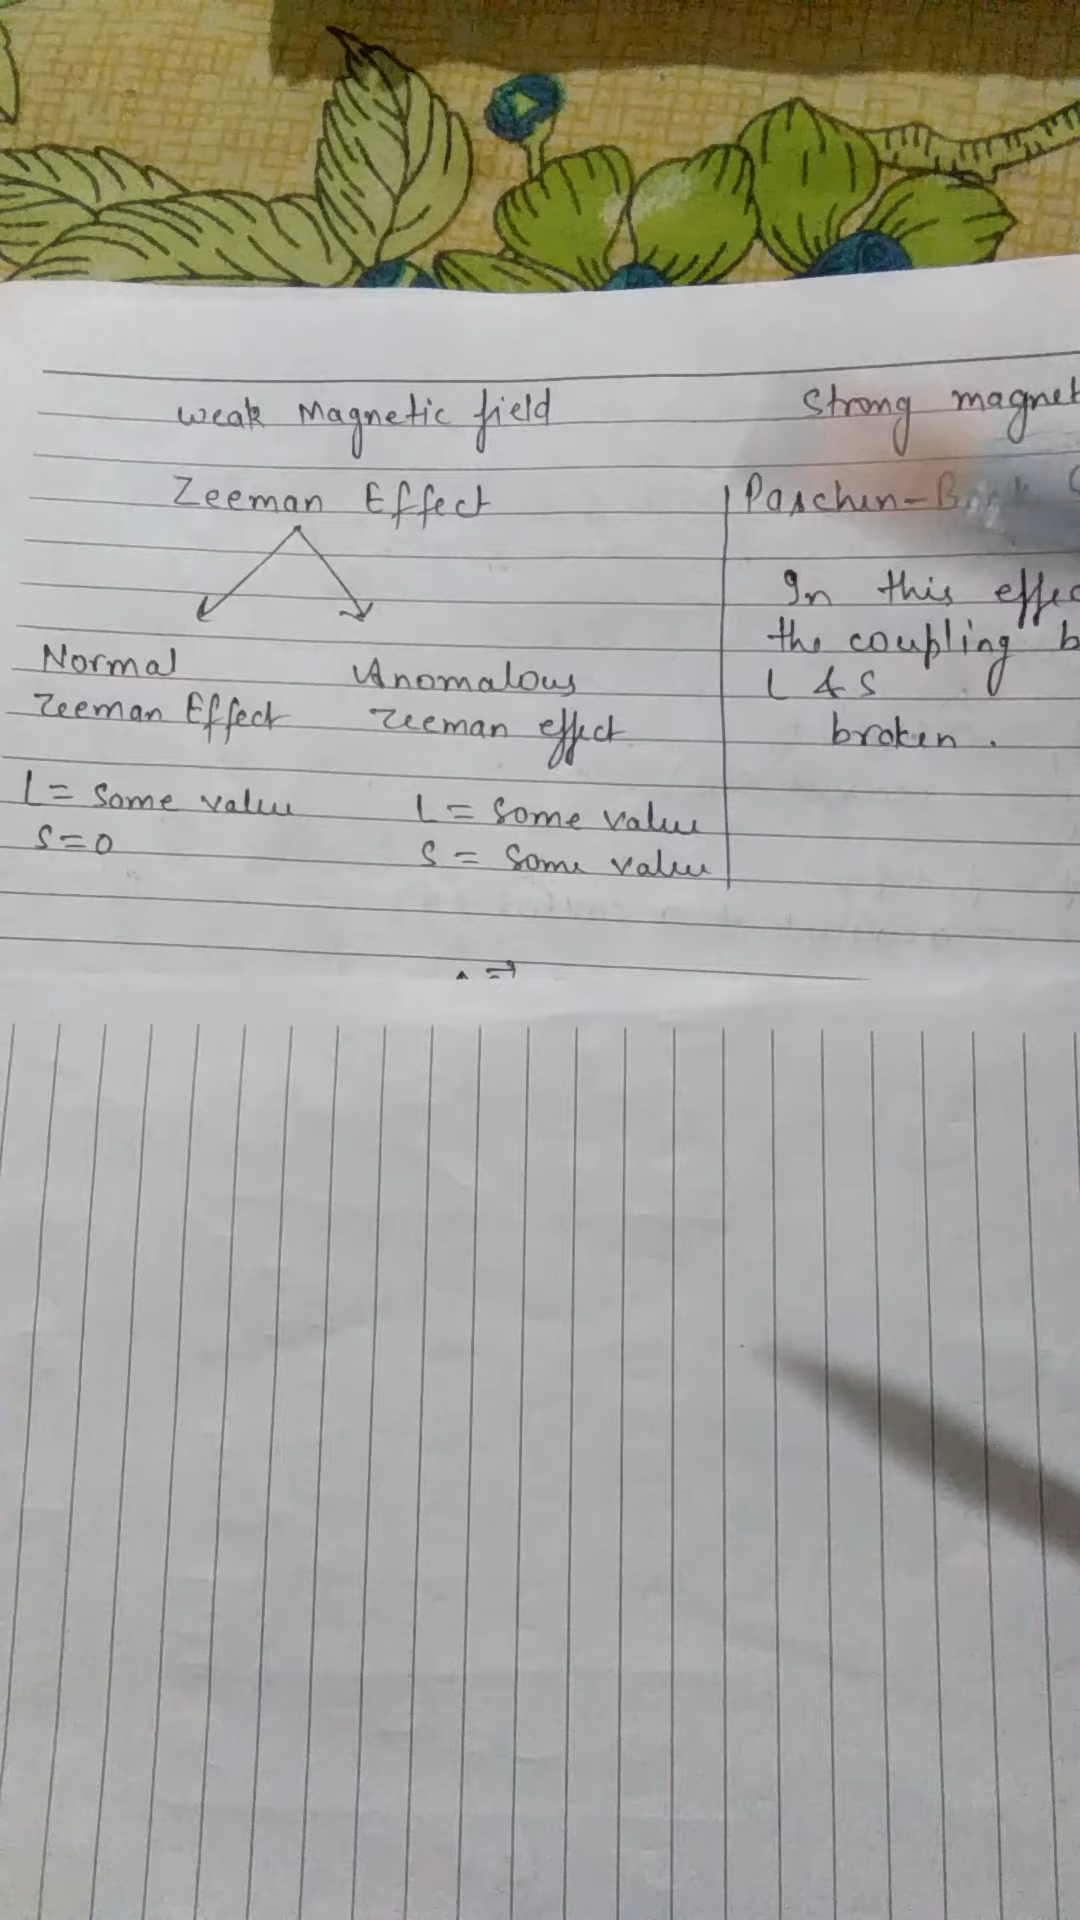 weak Magnetic field
Zeeman Effect
Normal
Zeeman Effect
L = Some value
S=0
Anomalous
Zeeman effect
L = Some value
S = Some value
Strong magnet
Paschen-B
In this effec
the coupling b
L & S
broken.